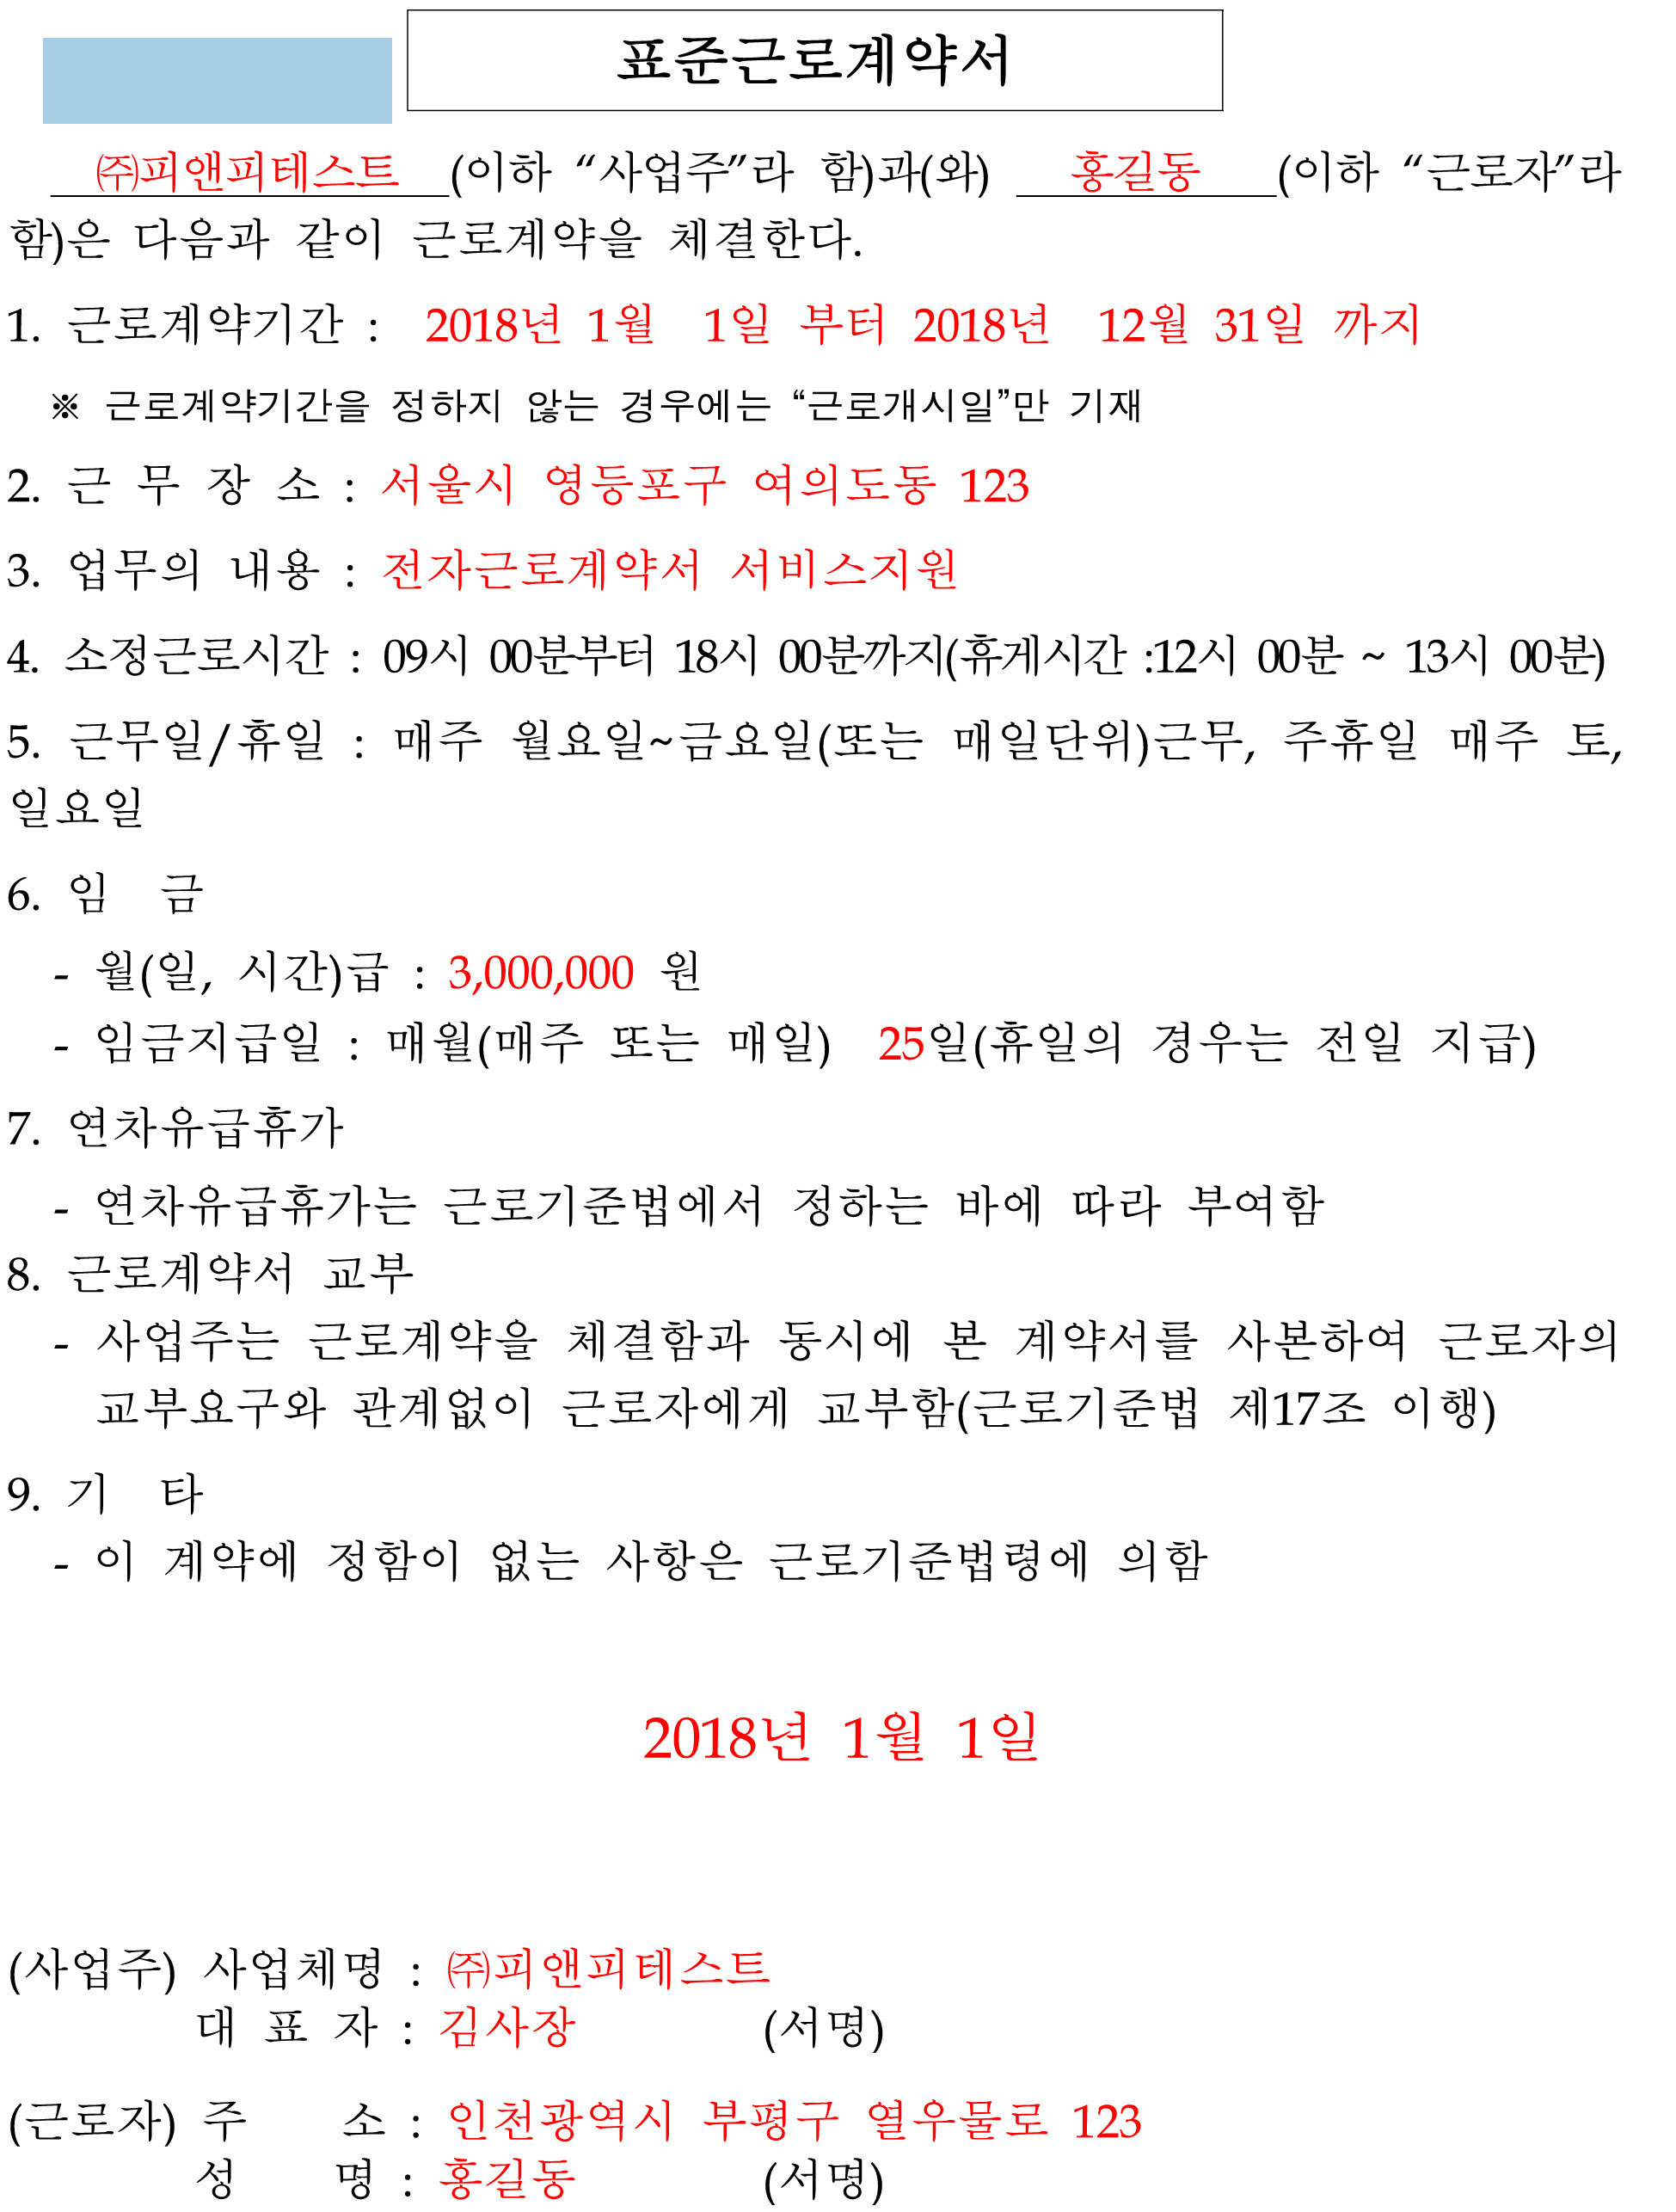 표준근로계약서
㈜피앤피테스트 (이하 “사업주”라 함)과(와) 홍길동 (이하 “근로자”라
함)은 다음과 같이 근로계약을 체결한다.
1. 근로계약기간 : 2018년 1월 1일 부터 2018년 12월 31일 까지
※ 근로계약기간을 정하지 않는 경우에는 “근로개시일”만 기재
2. 근 무 장 소 : 서울시 영등포구 여의도동 123
3. 업무의 내용 : 전자근로계약서 서비스지원
4. 소정근로시간 : 09시 00분부터 18시 00분까지(휴게시간 :12시 00분 ~ 13시 00분)
5. 근무일/휴일 : 매주 월요일~금요일(또는 매일단위)근무, 주휴일 매주 토,
일요일
6. 임 금
- 월(일, 시간)급 : 3,000,000 원
- 임금지급일 : 매월(매주 또는 매일) 25일(휴일의 경우는 전일 지급)
7. 연차유급휴가
- 연차유급휴가는 근로기준법에서 정하는 바에 따라 부여함
8. 근로계약서 교부
- 사업주는 근로계약을 체결함과 동시에 본 계약서를 사본하여 근로자의
교부요구와 관계없이 근로자에게 교부함(근로기준법 제17조 이행)
9. 기 타
- 이 계약에 정함이 없는 사항은 근로기준법령에 의함
2018년 1월 1일
(사업주) 사업체명 : ㈜피앤피테스트
대 표 자 : 김사장 (서명)
(근로자) 주 소 : 인천광역시 부평구 열우물로 123
성 명 : 홍길동 (서명)